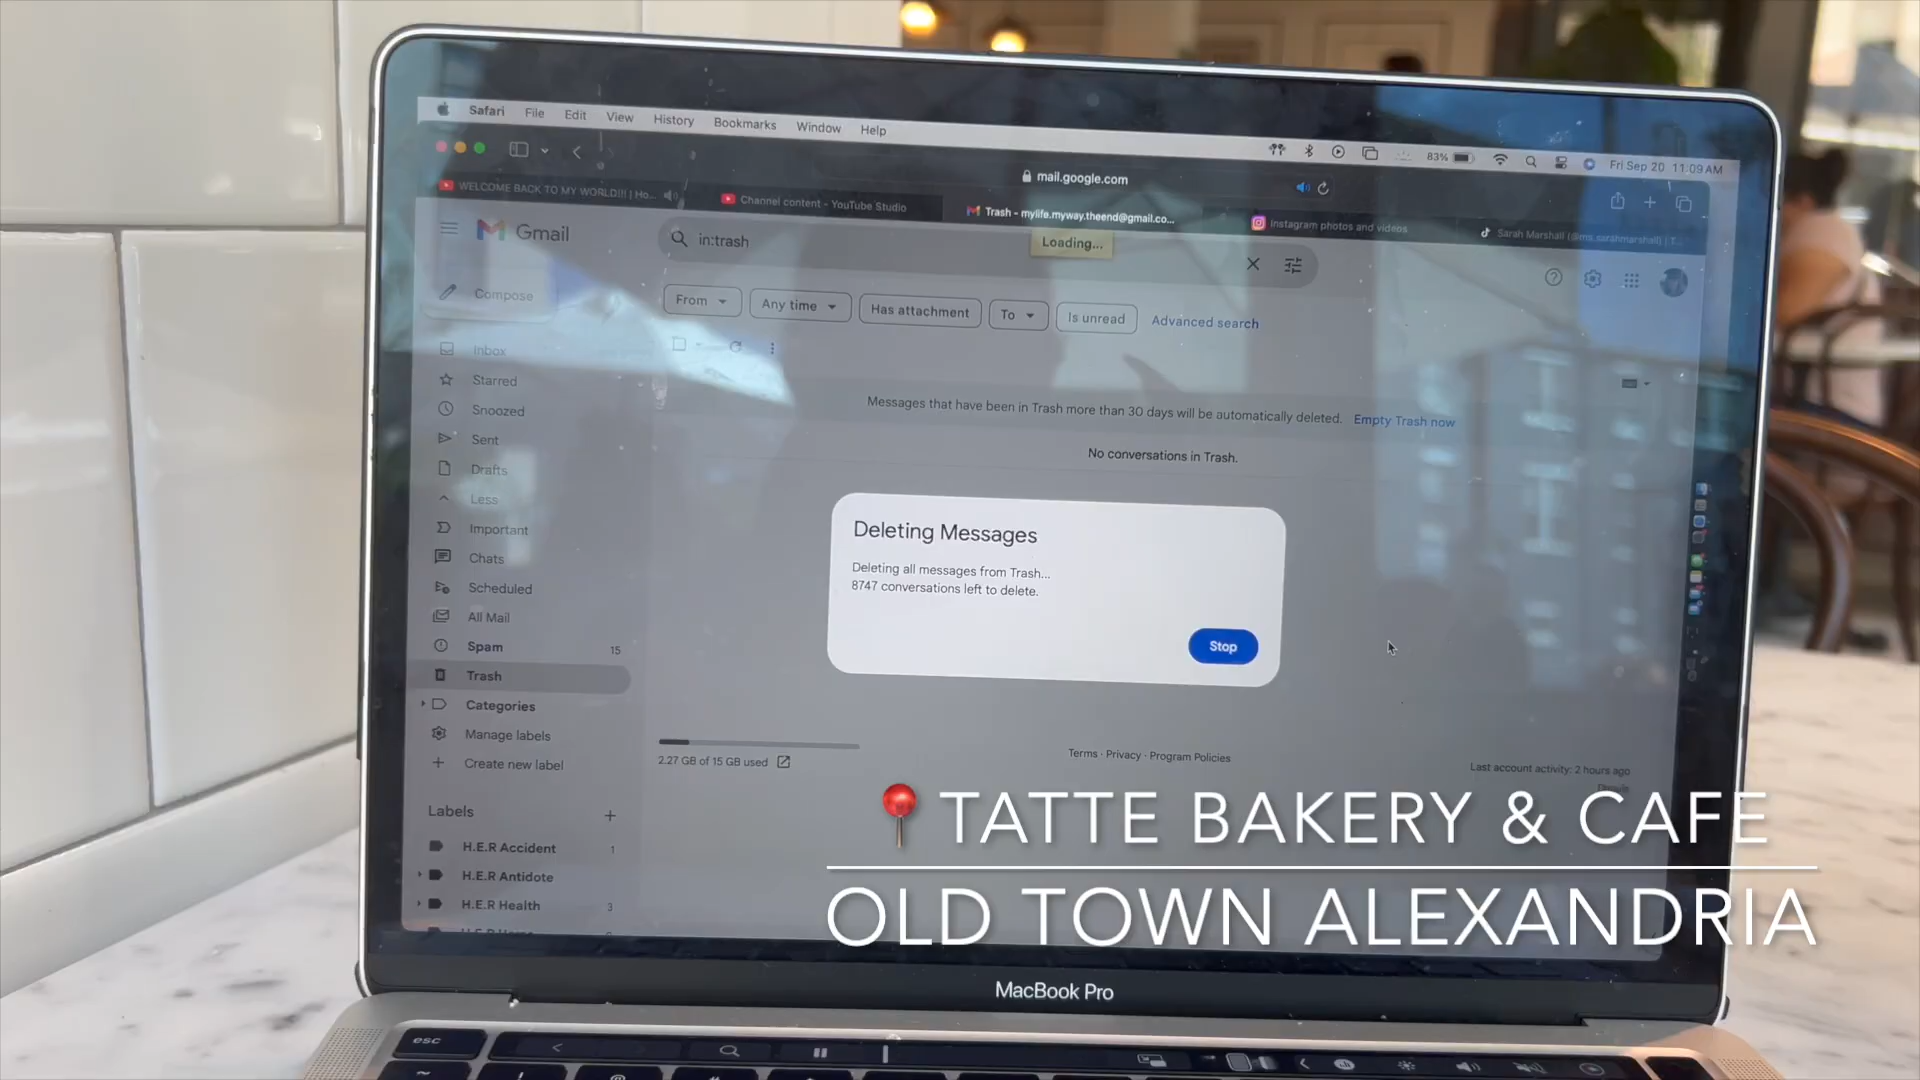 Safari File Edit View History Bookmarks Window Help
83% Fri Sep 20 11:09 AM
mail.google.com
WELCOME BACK TO MY WORLD!!! | Ho...
Channel content - YouTube Studio
Trash - mylife.myway.theend@gmail.co...
Instagram photos and videos
Sarah Marshall (@ms_sarahmarshall) | T...
Gmail
in:trash
Loading...
Compose
From
Any time
Has attachment
To
Is unread
Advanced search
Inbox
Starred
Snoozed
Sent
Drafts
Less
Important
Chats
Scheduled
All Mail
Spam 15
Trash
Categories
Manage labels
Create new label
Labels
H.E.R Accident 1
H.E.R Antidote
H.E.R Health 3
Messages that have been in Trash more than 30 days will be automatically deleted. Empty Trash now
No conversations in Trash.
Deleting Messages
Deleting all messages from Trash...
8747 conversations left to delete.
Stop
2.27 GB of 15 GB used
Terms · Privacy · Program Policies
Last account activity: 2 hours ago
TATTE BAKERY & CAFE
OLD TOWN ALEXANDRIA
MacBook Pro
esc